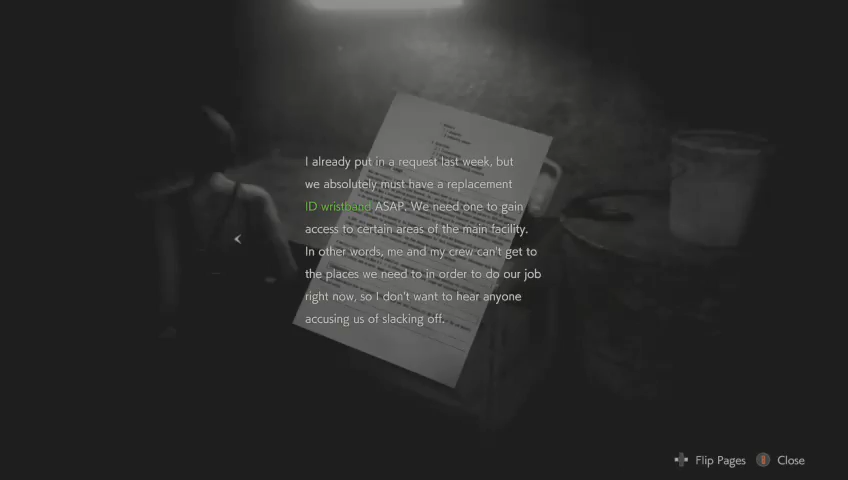 I already put in a request last week, but
we absolutely must have a replacement
ID wristband ASAP. We need one to gain
access to certain areas of the main facility.
In other words, me and my crew can't get to
the places we need to in order to do our job
right now, so I don't want to hear anyone
accusing us of slacking off.
Flip Pages
Close